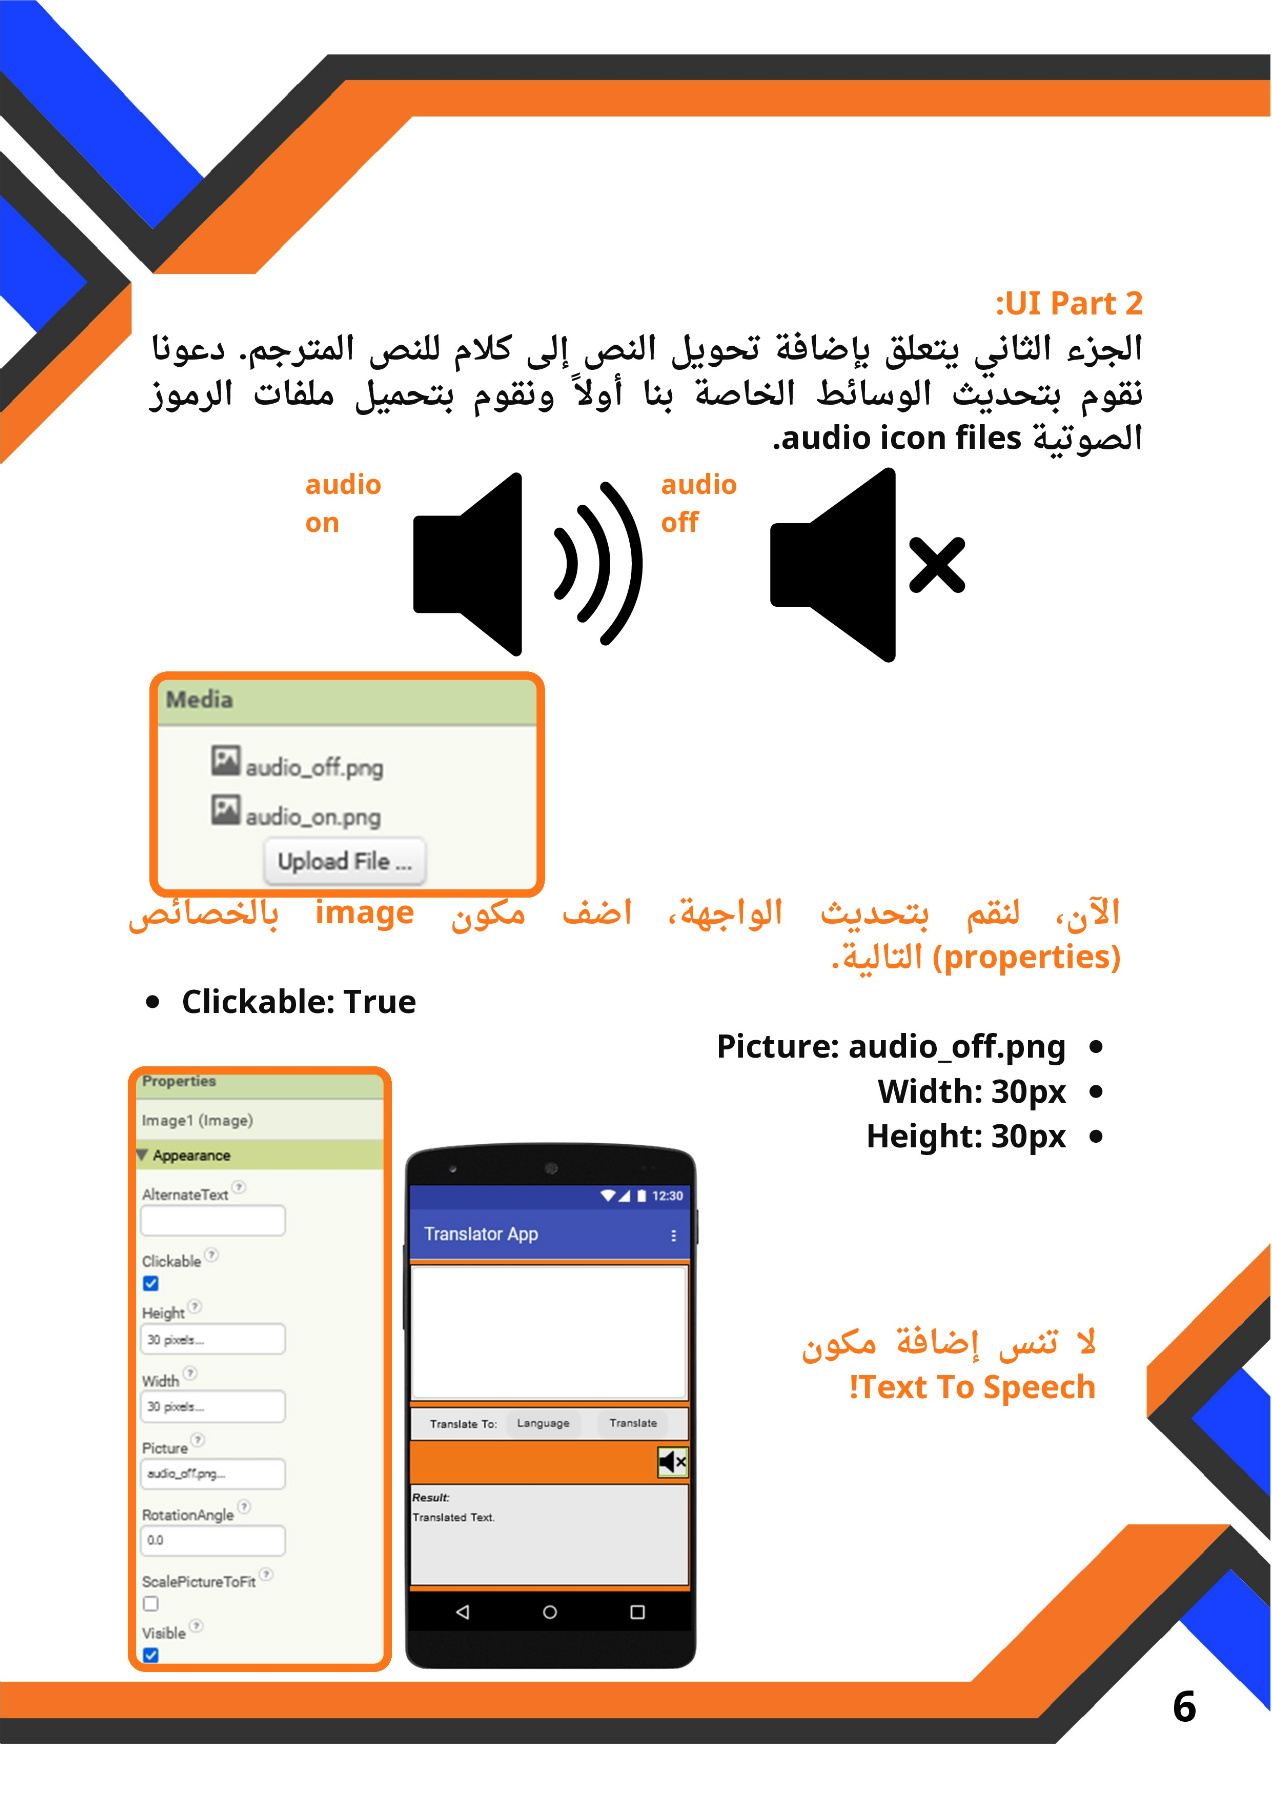 UI Part 2:
الجزء الثاني يتعلق بإضافة تحويل النص إلى كلام للنص المترجم. دعونا
نقوم بتحديث الوسائط الخاصة بنا أولاً ونقوم بتحميل ملفات الرموز
الصوتية audio icon files.
audio
on
audio
off
Media
audio_off.png
audio_on.png
Upload File ...
الآن، لنقم بتحديث الواجهة، اضف مكون image بالخصائص
(properties) التالية.
• Clickable: True
• Picture: audio_off.png
• Width: 30px
• Height: 30px
Properties
Image1 (Image)
Appearance
AlternateText ?
Clickable ?
Height ?
30 pixels...
Width ?
30 pixels...
Picture ?
audio_off.png...
RotationAngle ?
0.0
ScalePictureToFit ?
Visible ?
12:30
Translator App
Translate To: Language Translate
Result:
Translated Text.
لا تنس إضافة مكون
Text To Speech!
6